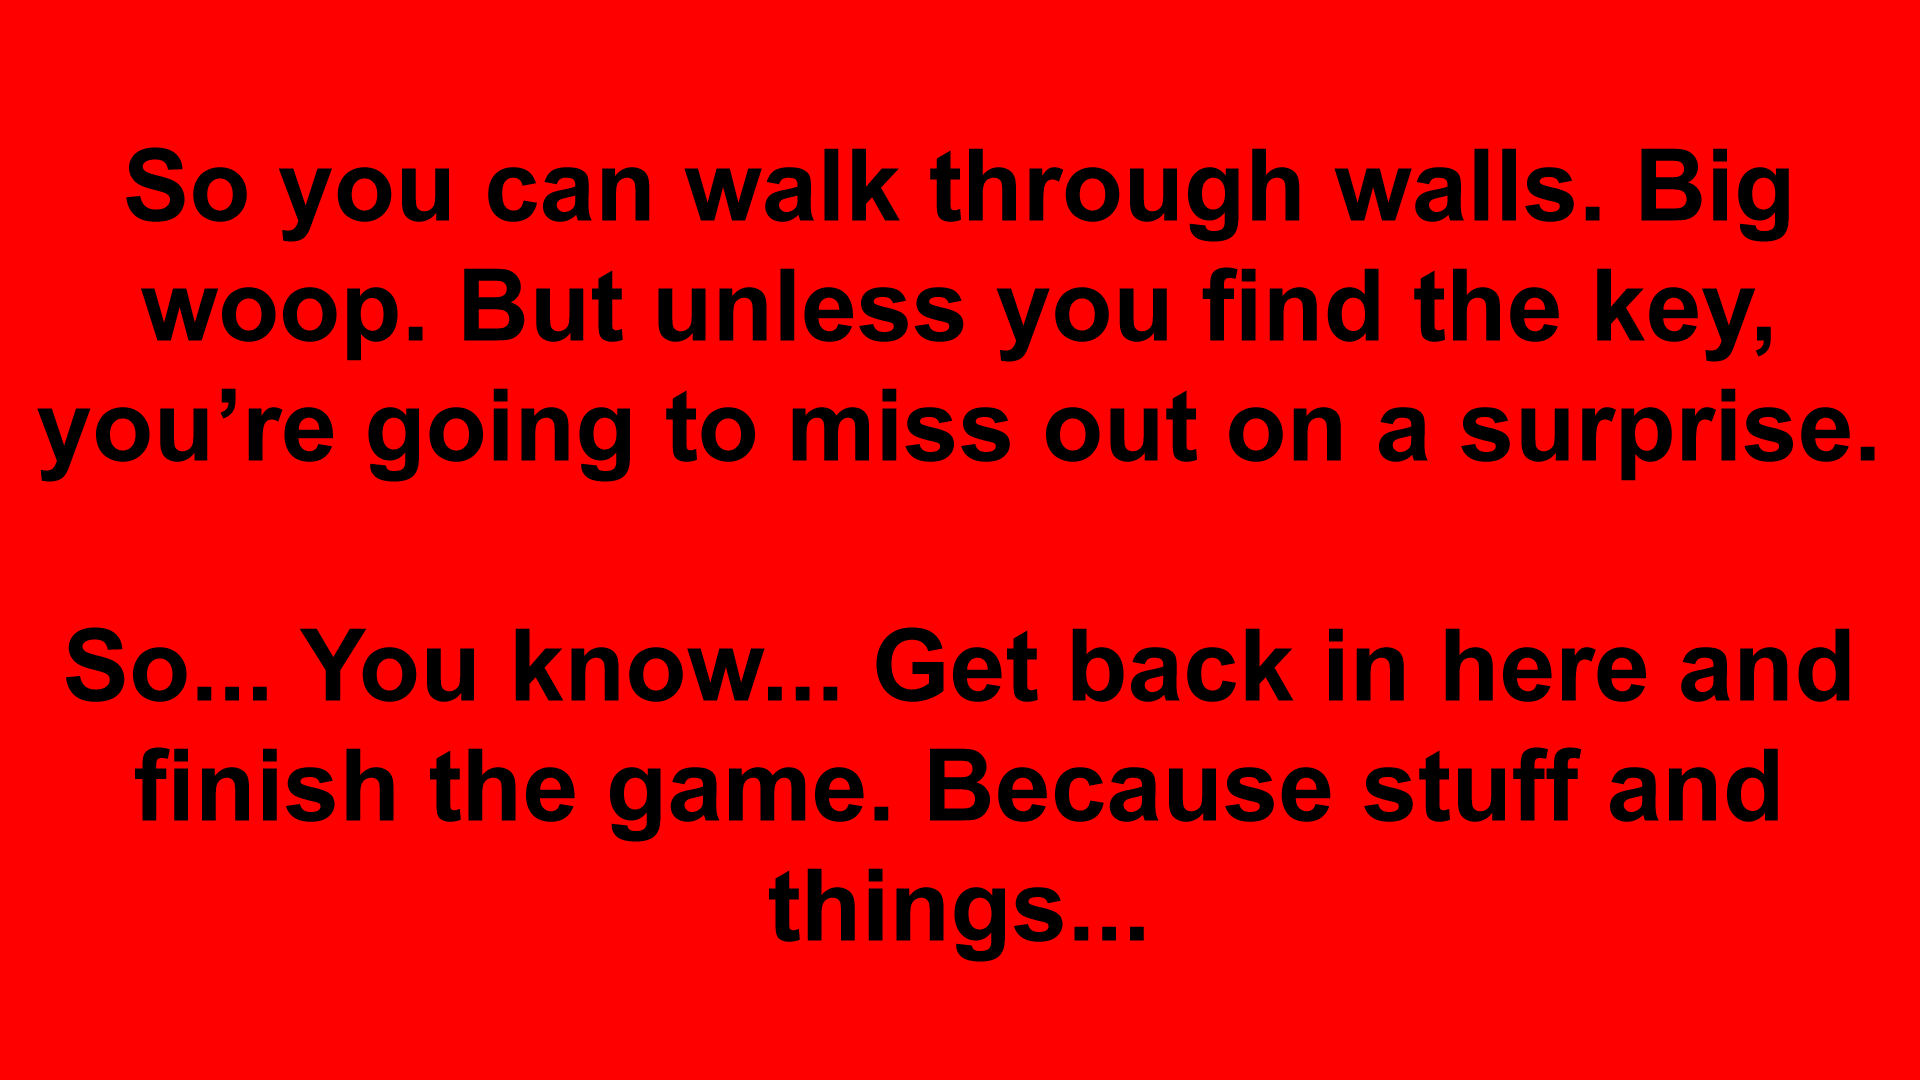 So you can walk through walls. Big
woop. But unless you find the key,
you’re going to miss out on a surprise.
So... You know... Get back in here and
finish the game. Because stuff and
things...